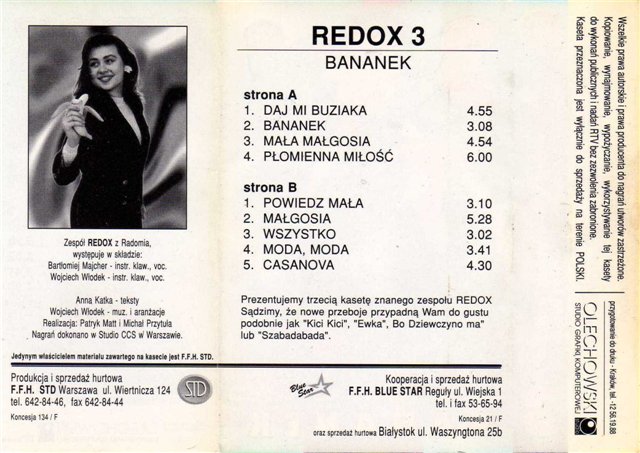 Zespół REDOX z Radomia,
występuje w składzie:
Bartłomiej Majcher - instr. klaw., voc.
Wojciech Włodek - instr. klaw., voc.
Anna Katka - teksty
Wojciech Włodek - muz. i aranżacje
Realizacja: Patryk Matt i Michał Przytuła
Nagrań dokonano w Studio CCS w Warszawie.
Jedynym właścicielem materiału zawartego na kasecie jest F.F.H. STD.
Produkcja i sprzedaż hurtowa
F.F.H. STD Warszawa ul. Wiertnicza 124
tel. 642-84-46, fax 642-84-44
Koncesja 134 / F
STD
REDOX 3
BANANEK
strona A
1. DAJ MI BUZIAKA 4.55
2. BANANEK 3.08
3. MAŁA MAŁGOSIA 4.54
4. PŁOMIENNA MIŁOŚĆ 6.00
strona B
1. POWIEDZ MAŁA 3.10
2. MAŁGOSIA 5.28
3. WSZYSTKO 3.02
4. MODA, MODA 3.41
5. CASANOVA 4.30
Prezentujemy trzecią kasetę znanego zespołu REDOX
Sądzimy, że nowe przeboje przypadną Wam do gustu
podobnie jak "Kici Kici", "Ewka", Bo Dziewczyno ma"
lub "Szabadabada".
Blue Star
Kooperacja i sprzedaż hurtowa
F.F.H. BLUE STAR Reguły ul. Wiejska 1
tel. i fax 53-65-94
Koncesja 21 / F
oraz sprzedaż hurtowa Białystok ul. Waszyngtona 25b
Wszelkie prawa autorskie i prawa producenta do nagrań utworów zastrzeżone.
Kopiowanie, wynajmowanie, wypożyczanie, wykorzystywanie tej kasety
do wykonań publicznych i nadań RTV bez zezwolenia zabronione.
Kaseta przeznaczona jest wyłącznie do sprzedaży na terenie POLSKI.
przygotowanie do druku - Kraków, tel. -12 56.19.88
OLECHOWSKI
STUDIO GRAFIKI KOMPUTEROWEJ